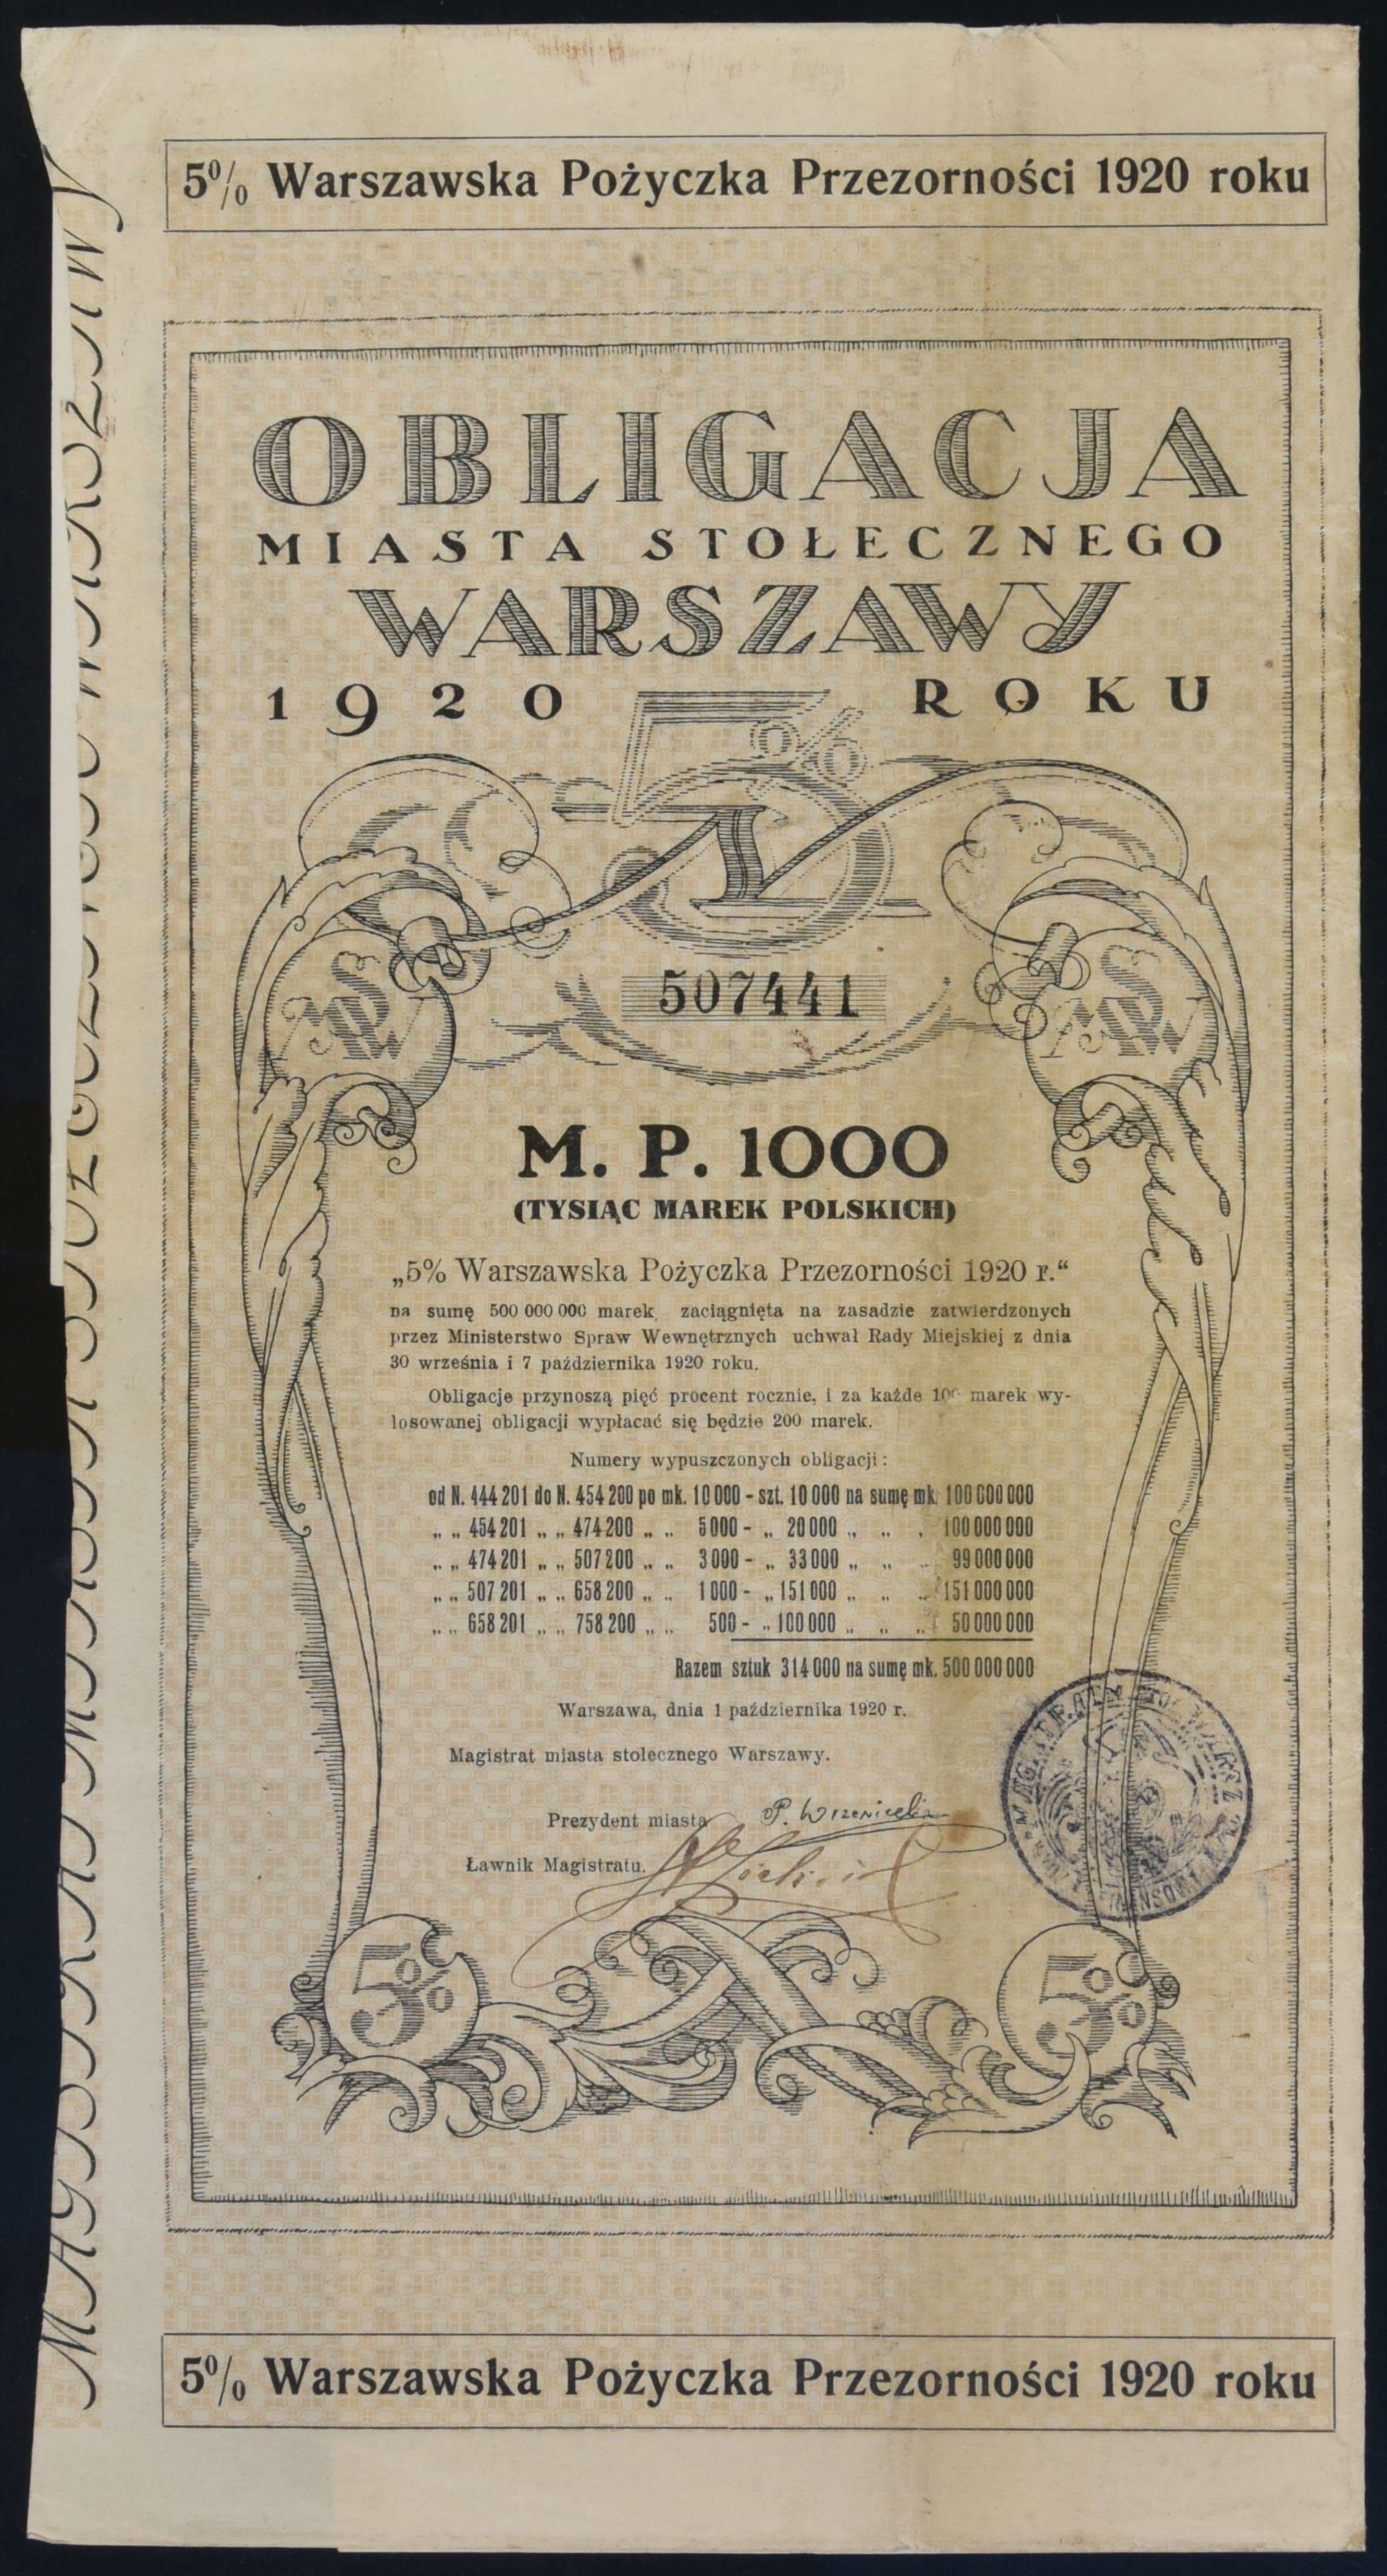 5% Warszawska Pożyczka Przezorności 1920 roku
OBLIGACJA
MIASTA STOŁECZNEGO
WARSZAWY
1920 ROKU
5%
507441
M. P. 1000
(TYSIĄC MAREK POLSKICH)
„5% Warszawska Pożyczka Przezorności 1920 r.“
na sumę 500 000 000 marek, zaciągnięta na zasadzie zatwierdzonych
przez Ministerstwo Spraw Wewnętrznych uchwał Rady Miejskiej z dnia
30 września i 7 października 1920 roku.
Obligacje przynoszą pięć procent rocznie, i za każde 100 marek wy-
losowanej obligacji wypłacać się będzie 200 marek.
Numery wypuszczonych obligacji:
od N. 444 201 do N. 454 200 po mk. 10 000 - szt. 10 000 na sumę mk. 100 000 000
„ „ 454 201 „ „ 474 200 „ „ 5 000 - „ 20 000 „ „ „ 100 000 000
„ „ 474 201 „ „ 507 200 „ „ 3 000 - „ 33 000 „ „ „ 99 000 000
„ „ 507 201 „ „ 658 200 „ „ 1 000 - „ 151 000 „ „ „ 151 000 000
„ „ 658 201 „ „ 758 200 „ „ 500 - „ 100 000 „ „ „ 50 000 000
Razem sztuk 314 000 na sumę mk. 500 000 000
Warszawa, dnia 1 października 1920 r.
Magistrat miasta stołecznego Warszawy.
Prezydent miasta
Ławnik Magistratu.
5% 5%
5% Warszawska Pożyczka Przezorności 1920 roku